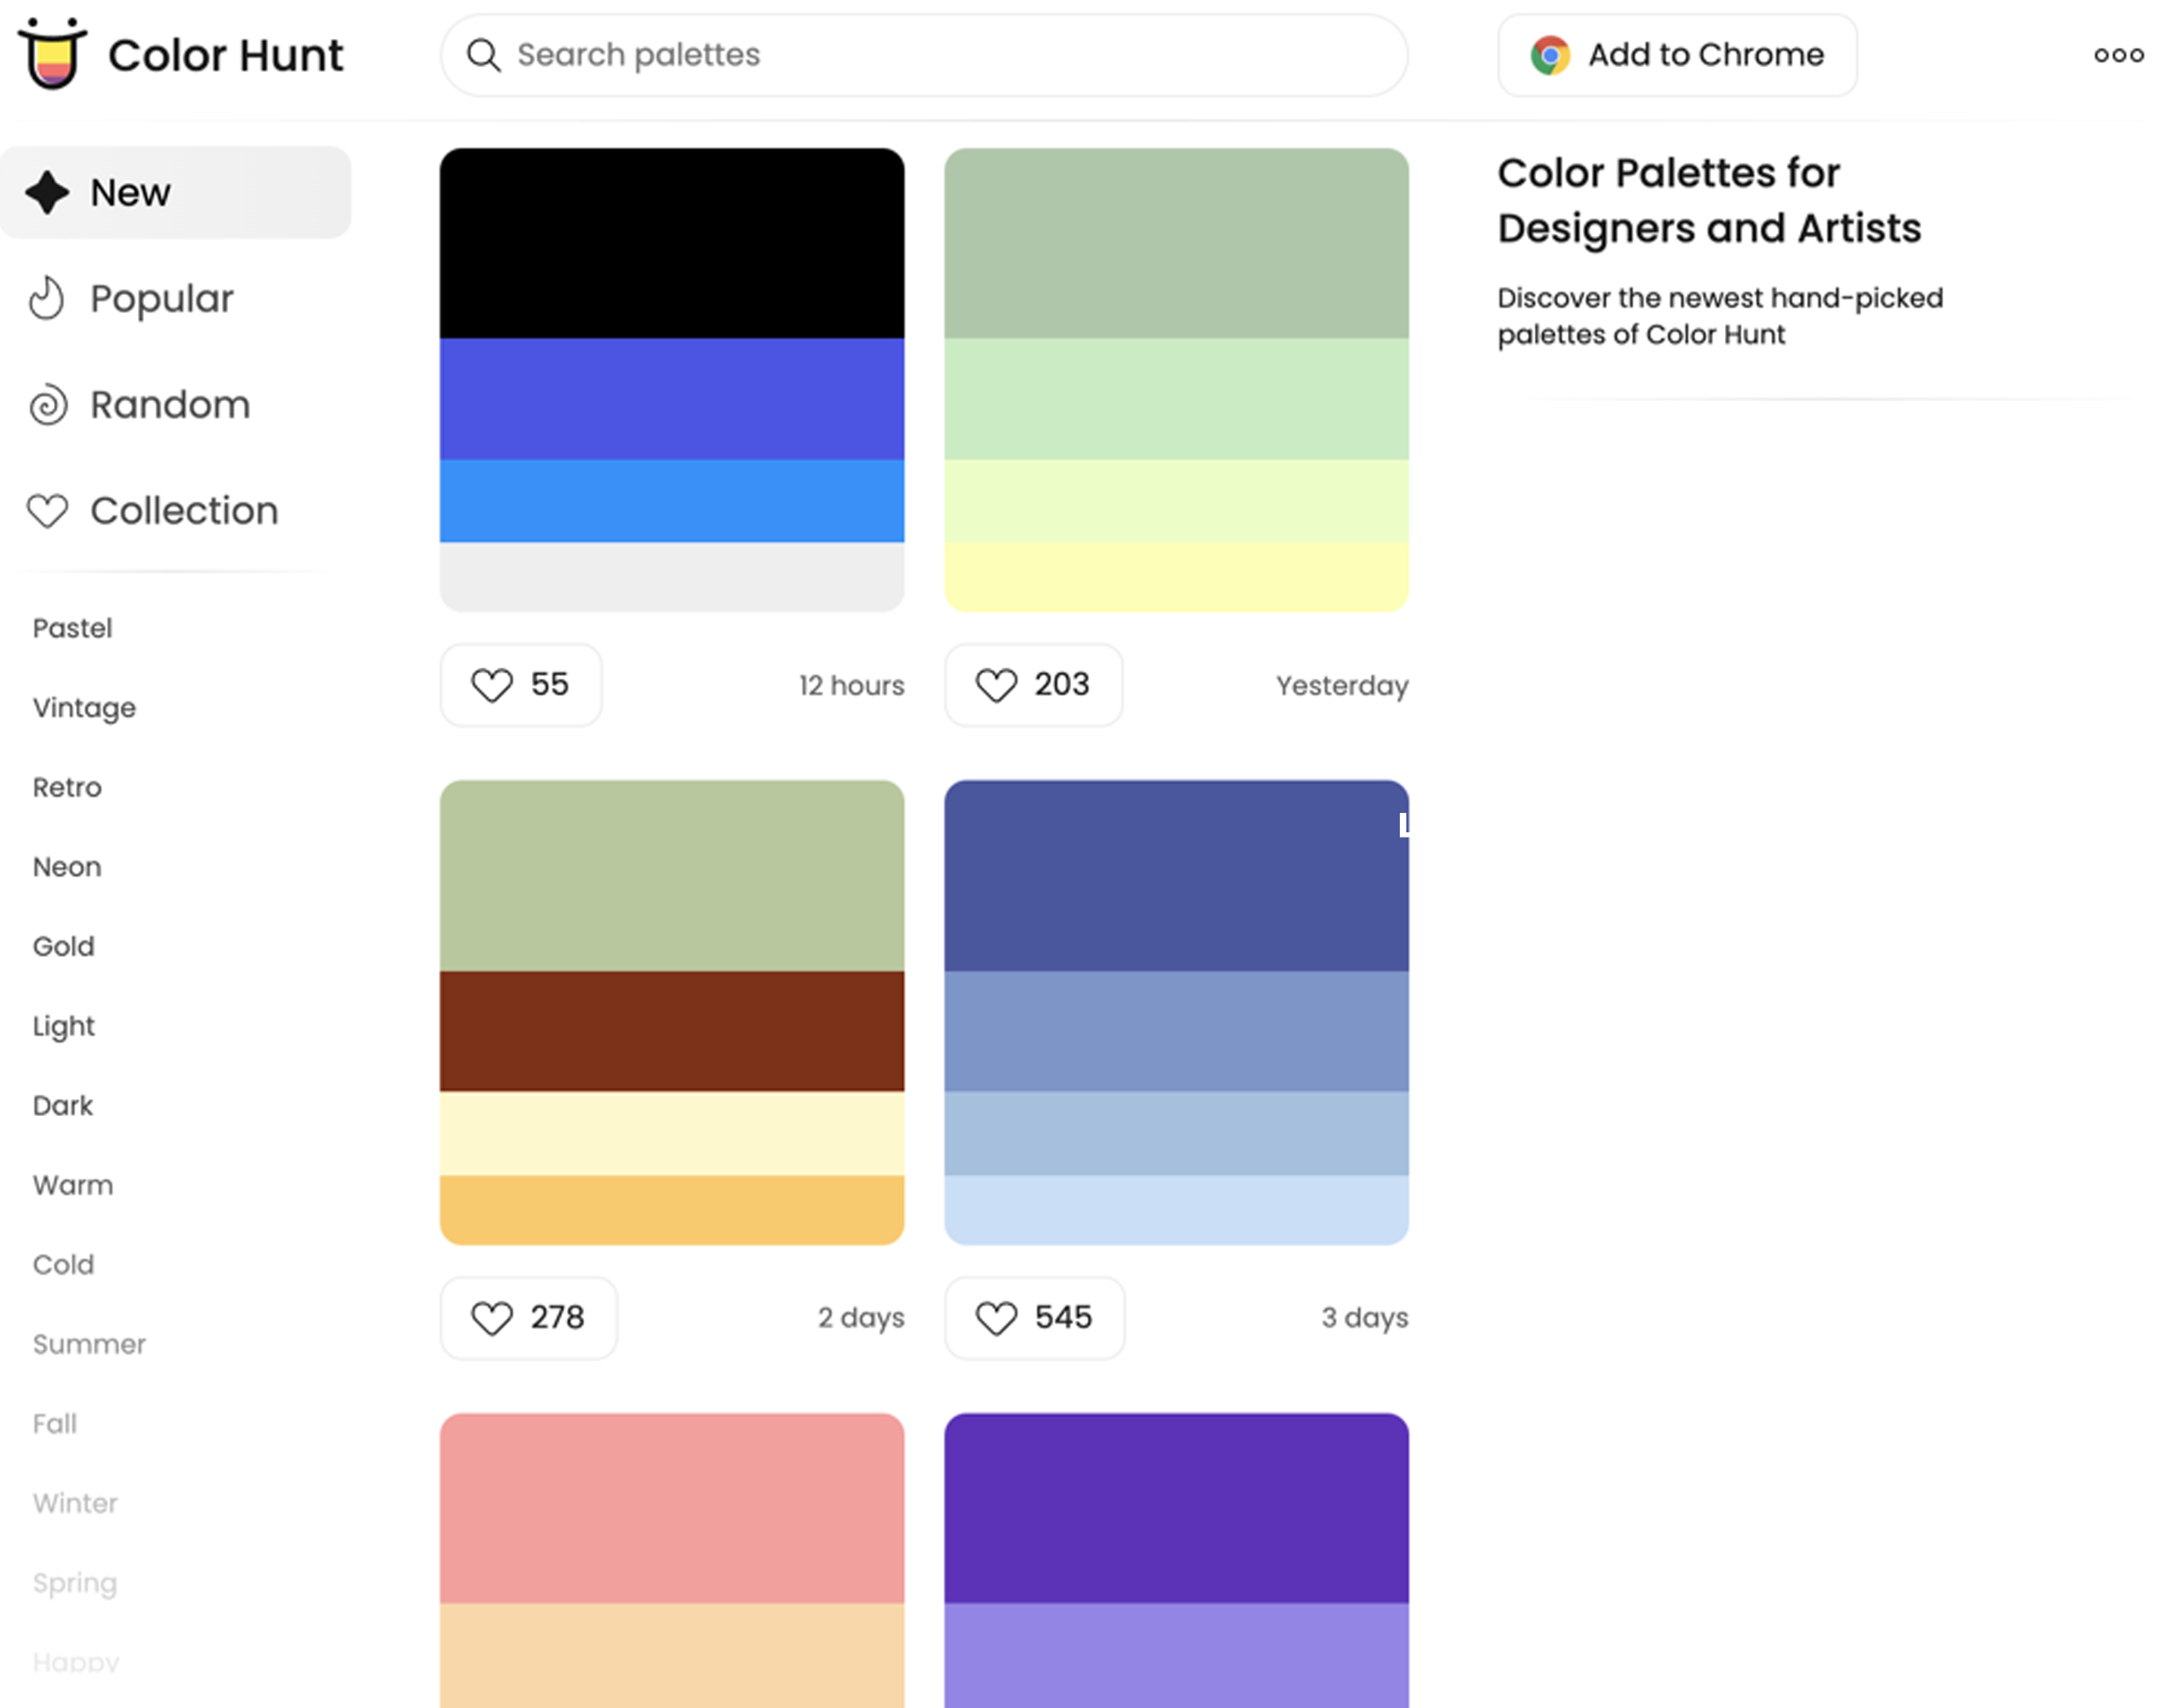 Color Hunt
Search palettes
Add to Chrome
New
Popular
Random
Collection
Pastel
Vintage
Retro
Neon
Gold
Light
Dark
Warm
Cold
Summer
Fall
Winter
Spring
Happy
55
12 hours
203
Yesterday
278
2 days
L
545
3 days
Color Palettes for
Designers and Artists
Discover the newest hand-picked
palettes of Color Hunt